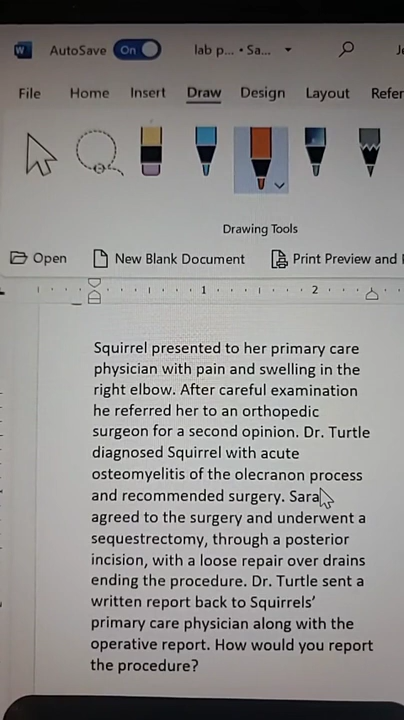 W AutoSave On lab p... • Sa...
File Home Insert Draw Design Layout Refer
Drawing Tools
Open New Blank Document Print Preview and
1 2
Squirrel presented to her primary care
physician with pain and swelling in the
right elbow. After careful examination
he referred her to an orthopedic
surgeon for a second opinion. Dr. Turtle
diagnosed Squirrel with acute
osteomyelitis of the olecranon process
and recommended surgery. Sara
agreed to the surgery and underwent a
sequestrectomy, through a posterior
incision, with a loose repair over drains
ending the procedure. Dr. Turtle sent a
written report back to Squirrels’
primary care physician along with the
operative report. How would you report
the procedure?